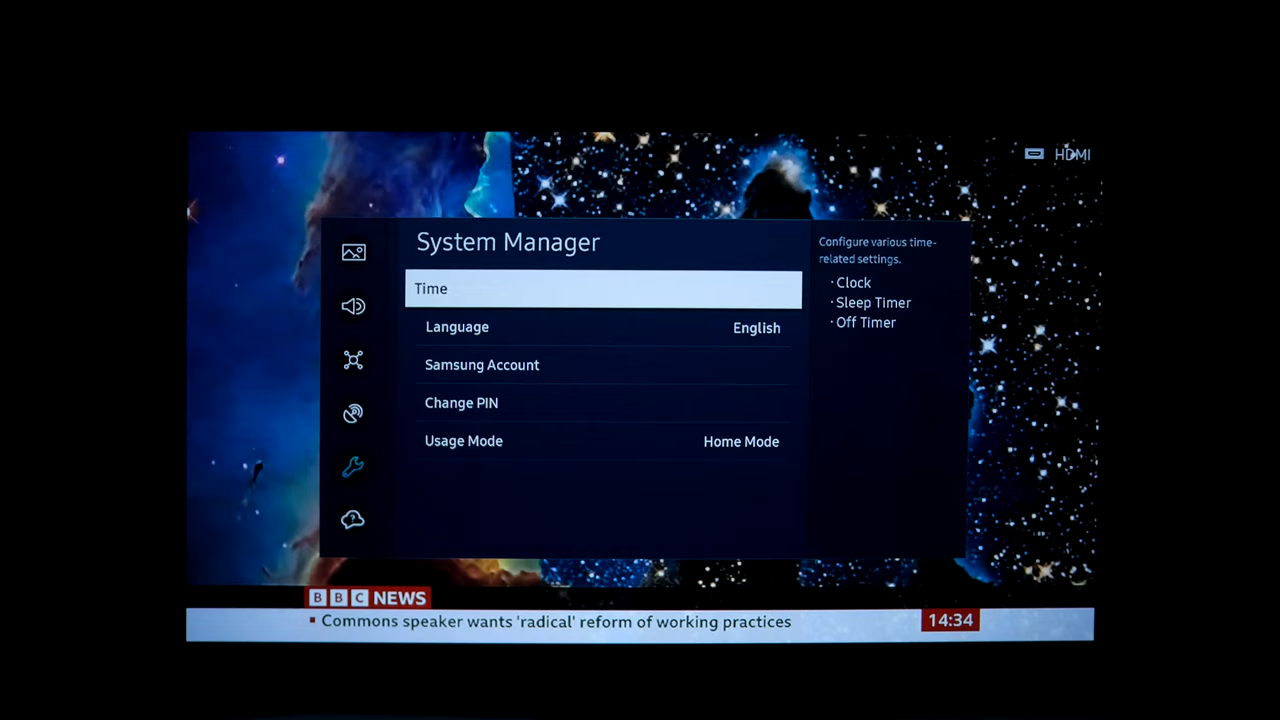 HDMI
System Manager
Time
Language English
Samsung Account
Change PIN
Usage Mode Home Mode
Configure various time-
related settings.
· Clock
· Sleep Timer
· Off Timer
BBC NEWS
Commons speaker wants 'radical' reform of working practices 14:34